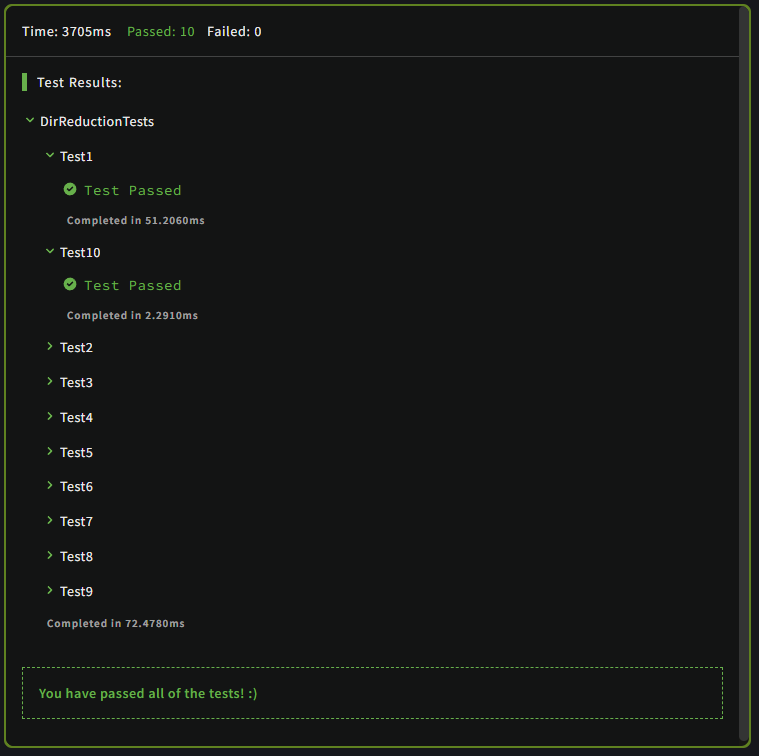 Time: 3705ms Passed: 10 Failed: 0
Test Results:
DirReductionTests
Test1
Test Passed
Completed in 51.2060ms
Test10
Test Passed
Completed in 2.2910ms
Test2
Test3
Test4
Test5
Test6
Test7
Test8
Test9
Completed in 72.4780ms
You have passed all of the tests! :)